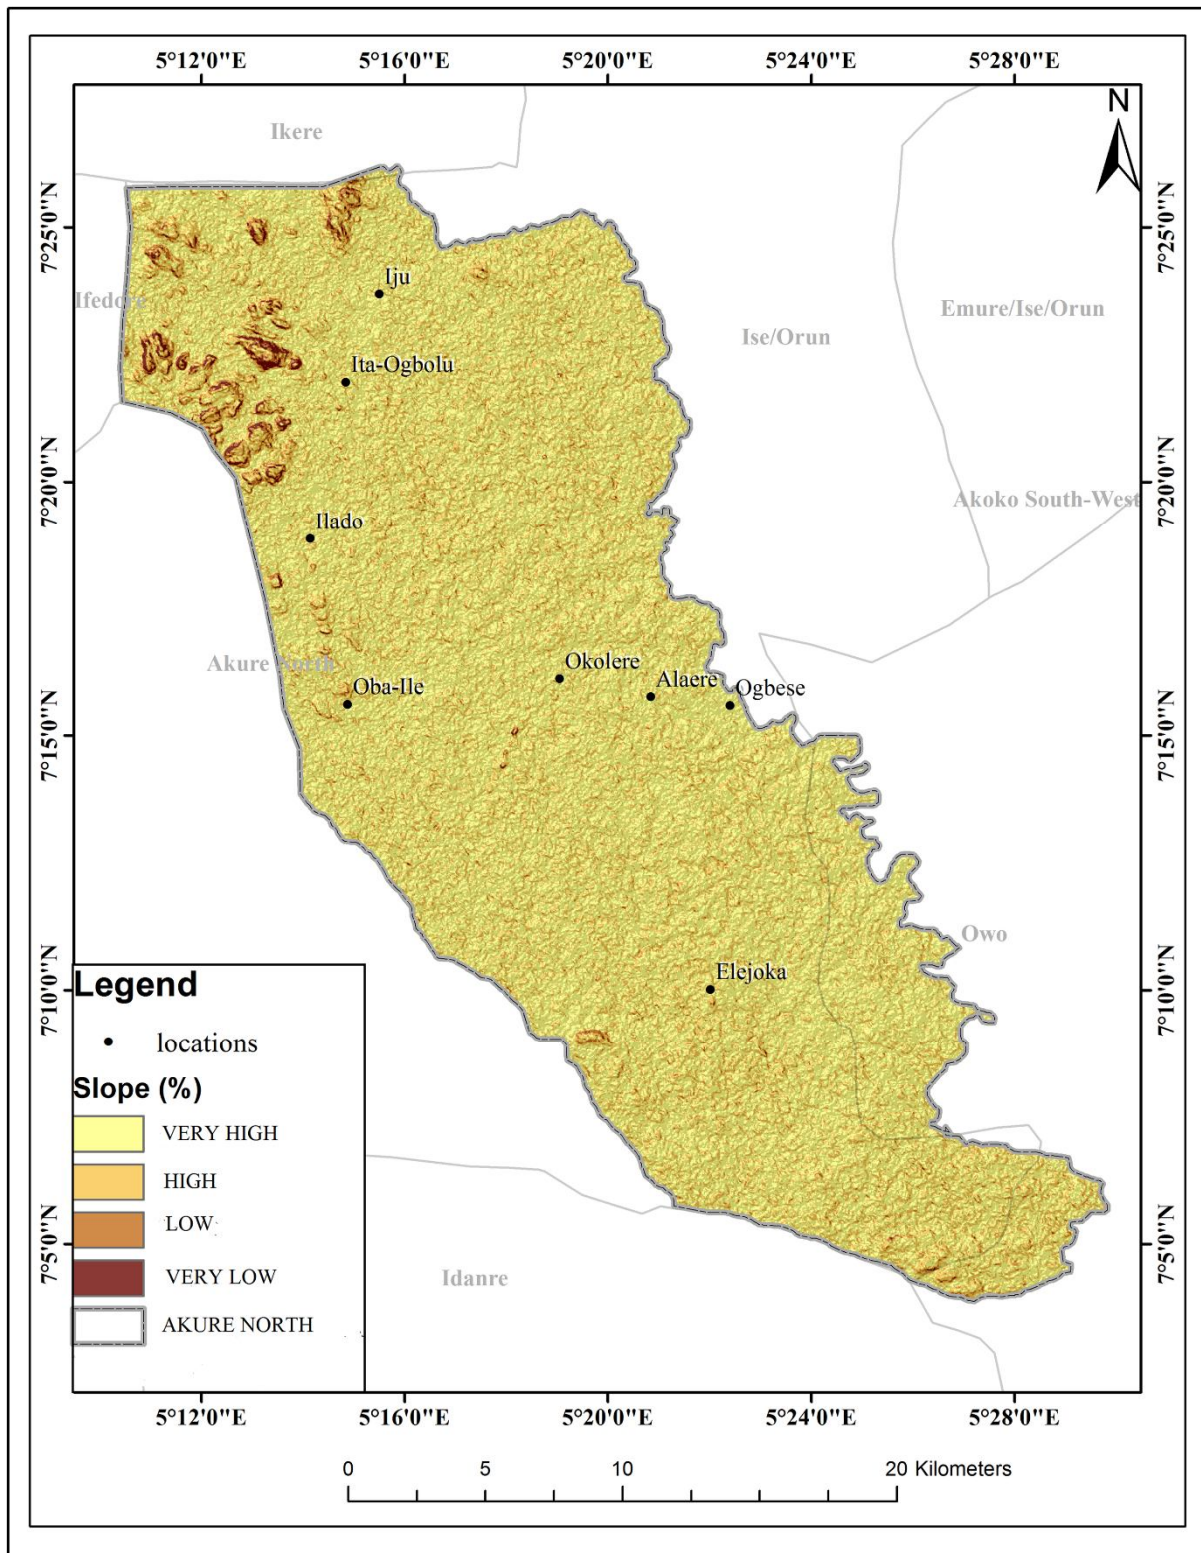 5°12'0"E 5°16'0"E 5°20'0"E 5°24'0"E 5°28'0"E
N
Ikere
7°25'0"N 7°25'0"N
Iju
Ifedore
Emure/Ise/Orun
Ise/Orun
Ita-Ogbolu
7°20'0"N 7°20'0"N
Akoko South-West
Ilado
Akure North
Okolere
Alaere
Oba-Ile
Ogbese
7°15'0"N 7°15'0"N
Owo
Elejoka
7°10'0"N 7°10'0"N
Legend
locations
Slope (%)
VERY HIGH
HIGH
LOW
VERY LOW
AKURE NORTH
7°5'0"N 7°5'0"N
Idanre
5°12'0"E 5°16'0"E 5°20'0"E 5°24'0"E 5°28'0"E
0 5 10 20 Kilometers